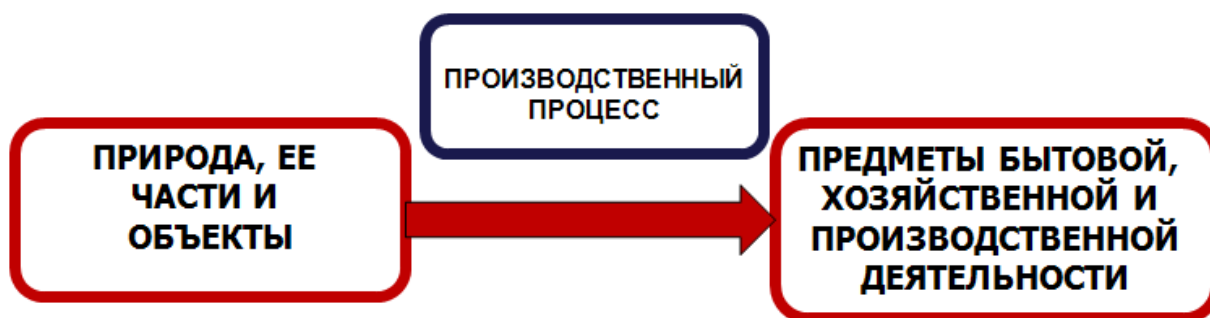 ПРОИЗВОДСТВЕННЫЙ
ПРОЦЕСС
ПРИРОДА, ЕЕ
ЧАСТИ И
ОБЪЕКТЫ
ПРЕДМЕТЫ БЫТОВОЙ,
ХОЗЯЙСТВЕННОЙ И
ПРОИЗВОДСТВЕННОЙ
ДЕЯТЕЛЬНОСТИ